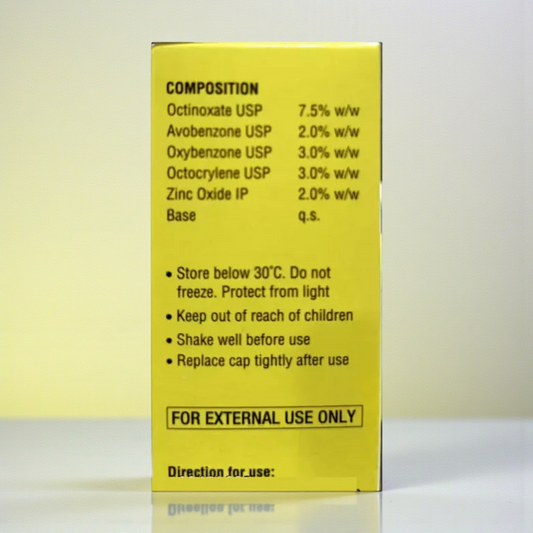 COMPOSITION
Octinoxate USP 7.5% w/w
Avobenzone USP 2.0% w/w
Oxybenzone USP 3.0% w/w
Octocrylene USP 3.0% w/w
Zinc Oxide IP 2.0% w/w
Base q.s.
• Store below 30°C. Do not
freeze. Protect from light
• Keep out of reach of children
• Shake well before use
• Replace cap tightly after use
FOR EXTERNAL USE ONLY
Direction for use: